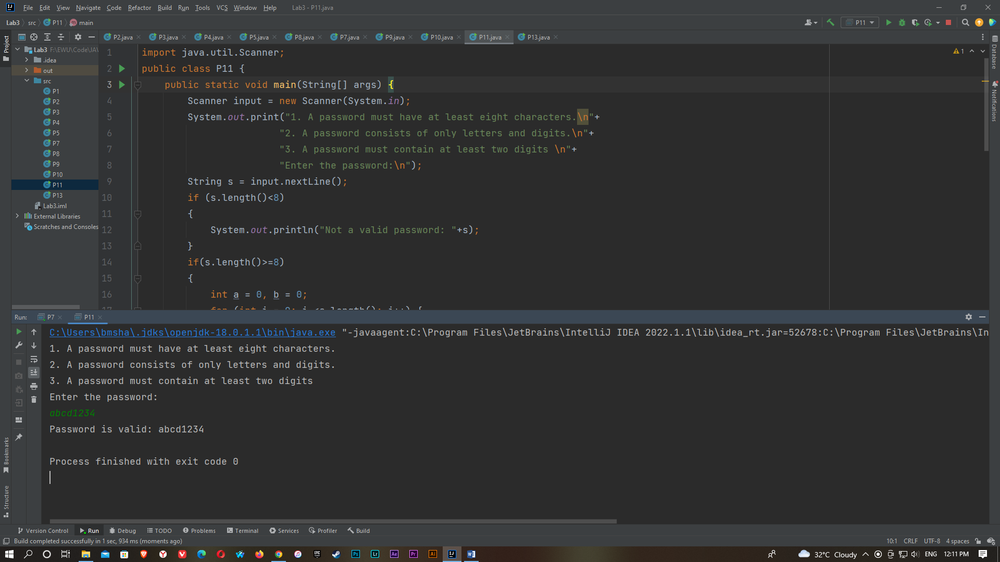 File Edit View Navigate Code Refactor Build Run Tools VCS Window Help Lab3 - P11.java
Lab3 src P11 main P11
P2.java P3.java P4.java P5.java P8.java P7.java P9.java P10.java P11.java P13.java
Project
Lab3 F:\EWU\Code\JAV
.idea
out
src
P1
P2
P3
P4
P5
P7
P8
P9
P10
P11
P13
Lab3.iml
External Libraries
Scratches and Consoles
1 import java.util.Scanner;
2 public class P11 {
3 public static void main(String[] args) {
4 Scanner input = new Scanner(System.in);
5 System.out.print("1. A password must have at least eight characters.\n"+
6 "2. A password consists of only letters and digits.\n"+
7 "3. A password must contain at least two digits \n"+
8 "Enter the password:\n");
9 String s = input.nextLine();
10 if (s.length()<8)
11 {
12 System.out.println("Not a valid password: "+s);
13 }
14 if(s.length()>=8)
15 {
16 int a = 0, b = 0;
1
Database
Notifications
Run: P7 P11
C:\Users\bmsha\.jdks\openjdk-18.0.1.1\bin\java.exe "-javaagent:C:\Program Files\JetBrains\IntelliJ IDEA 2022.1.1\lib\idea_rt.jar=52678:C:\Program Files\JetBrains\In
1. A password must have at least eight characters.
2. A password consists of only letters and digits.
3. A password must contain at least two digits
Enter the password:
abcd1234
Password is valid: abcd1234
Process finished with exit code 0
Bookmarks
Structure
Version Control Run Debug TODO Problems Terminal Services Profiler Build
Build completed successfully in 1 sec, 934 ms (moments ago) 10:1 CRLF UTF-8 4 spaces
Ps Lr Ae Pr Ai 32°C Cloudy ENG 12:11 PM